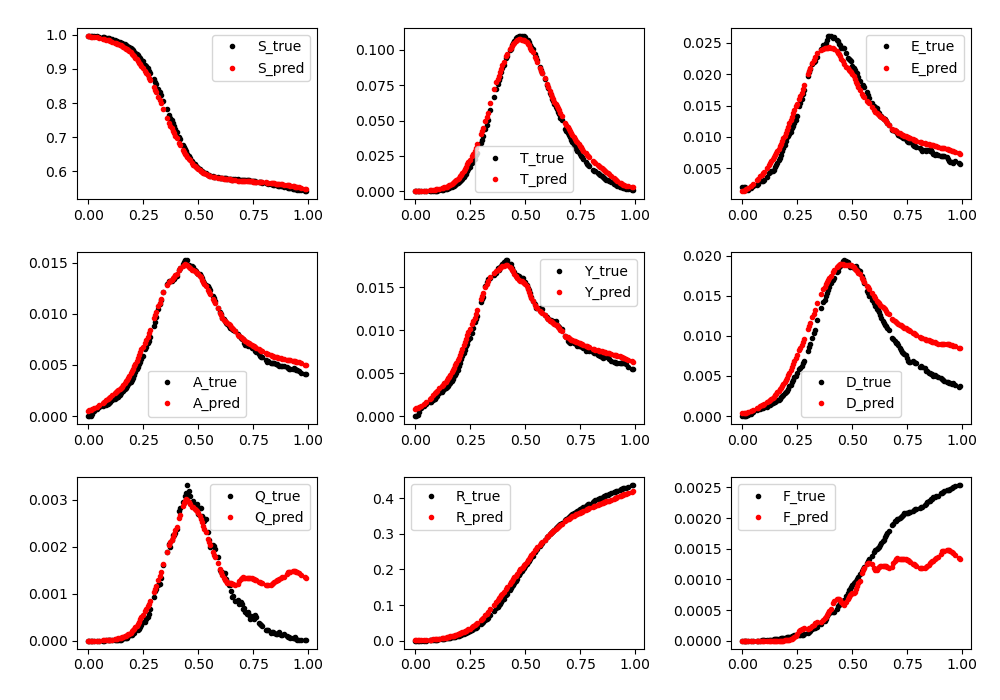 1.0
0.9
0.8
0.7
0.6
S_true
S_pred
0.00 0.25 0.50 0.75 1.00
0.100
0.075
0.050
0.025
0.000
T_true
T_pred
0.00 0.25 0.50 0.75 1.00
0.025
0.020
0.015
0.010
0.005
E_true
E_pred
0.00 0.25 0.50 0.75 1.00
0.015
0.010
0.005
0.000
A_true
A_pred
0.00 0.25 0.50 0.75 1.00
0.015
0.010
0.005
0.000
Y_true
Y_pred
0.00 0.25 0.50 0.75 1.00
0.020
0.015
0.010
0.005
0.000
D_true
D_pred
0.00 0.25 0.50 0.75 1.00
0.003
0.002
0.001
0.000
Q_true
Q_pred
0.00 0.25 0.50 0.75 1.00
0.4
0.3
0.2
0.1
0.0
R_true
R_pred
0.00 0.25 0.50 0.75 1.00
0.0025
0.0020
0.0015
0.0010
0.0005
0.0000
F_true
F_pred
0.00 0.25 0.50 0.75 1.00